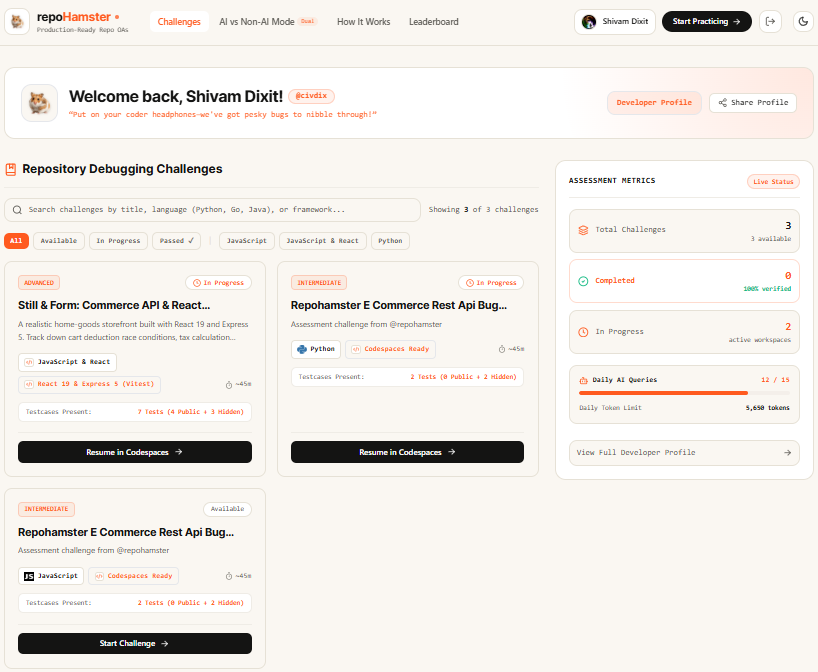 repoHamster
Production-Ready Repo OAs
Challenges
AI vs Non-AI Mode Dual
How It Works
Leaderboard
Shivam Dixit
Start Practicing →
Welcome back, Shivam Dixit! @civdix
"Put on your coder headphones—we've got pesky bugs to nibble through!"
Developer Profile
Share Profile
Repository Debugging Challenges
Search challenges by title, language (Python, Go, Java), or framework...
Showing 3 of 3 challenges
All
Available
In Progress
Passed ✓
JavaScript
JavaScript & React
Python
ADVANCED
In Progress
Still & Form: Commerce API & React...
A realistic home-goods storefront built with React 19 and Express
5. Track down cart deduction race conditions, tax calculation...
JavaScript & React
React 19 & Express 5 (Vitest)
~45m
Testcases Present: 7 Tests (4 Public + 3 Hidden)
Resume in Codespaces →
INTERMEDIATE
In Progress
Repohamster E Commerce Rest Api Bug...
Assessment challenge from @repohamster
Python
Codespaces Ready
~45m
Testcases Present: 2 Tests (0 Public + 2 Hidden)
Resume in Codespaces →
INTERMEDIATE
Available
Repohamster E Commerce Rest Api Bug...
Assessment challenge from @repohamster
JS JavaScript
Codespaces Ready
~45m
Testcases Present: 2 Tests (0 Public + 2 Hidden)
Start Challenge →
ASSESSMENT METRICS
Live Status
Total Challenges
3
3 available
Completed
0
100% verified
In Progress
2
active workspaces
Daily AI Queries
12 / 15
Daily Token Limit
5,650 tokens
View Full Developer Profile →